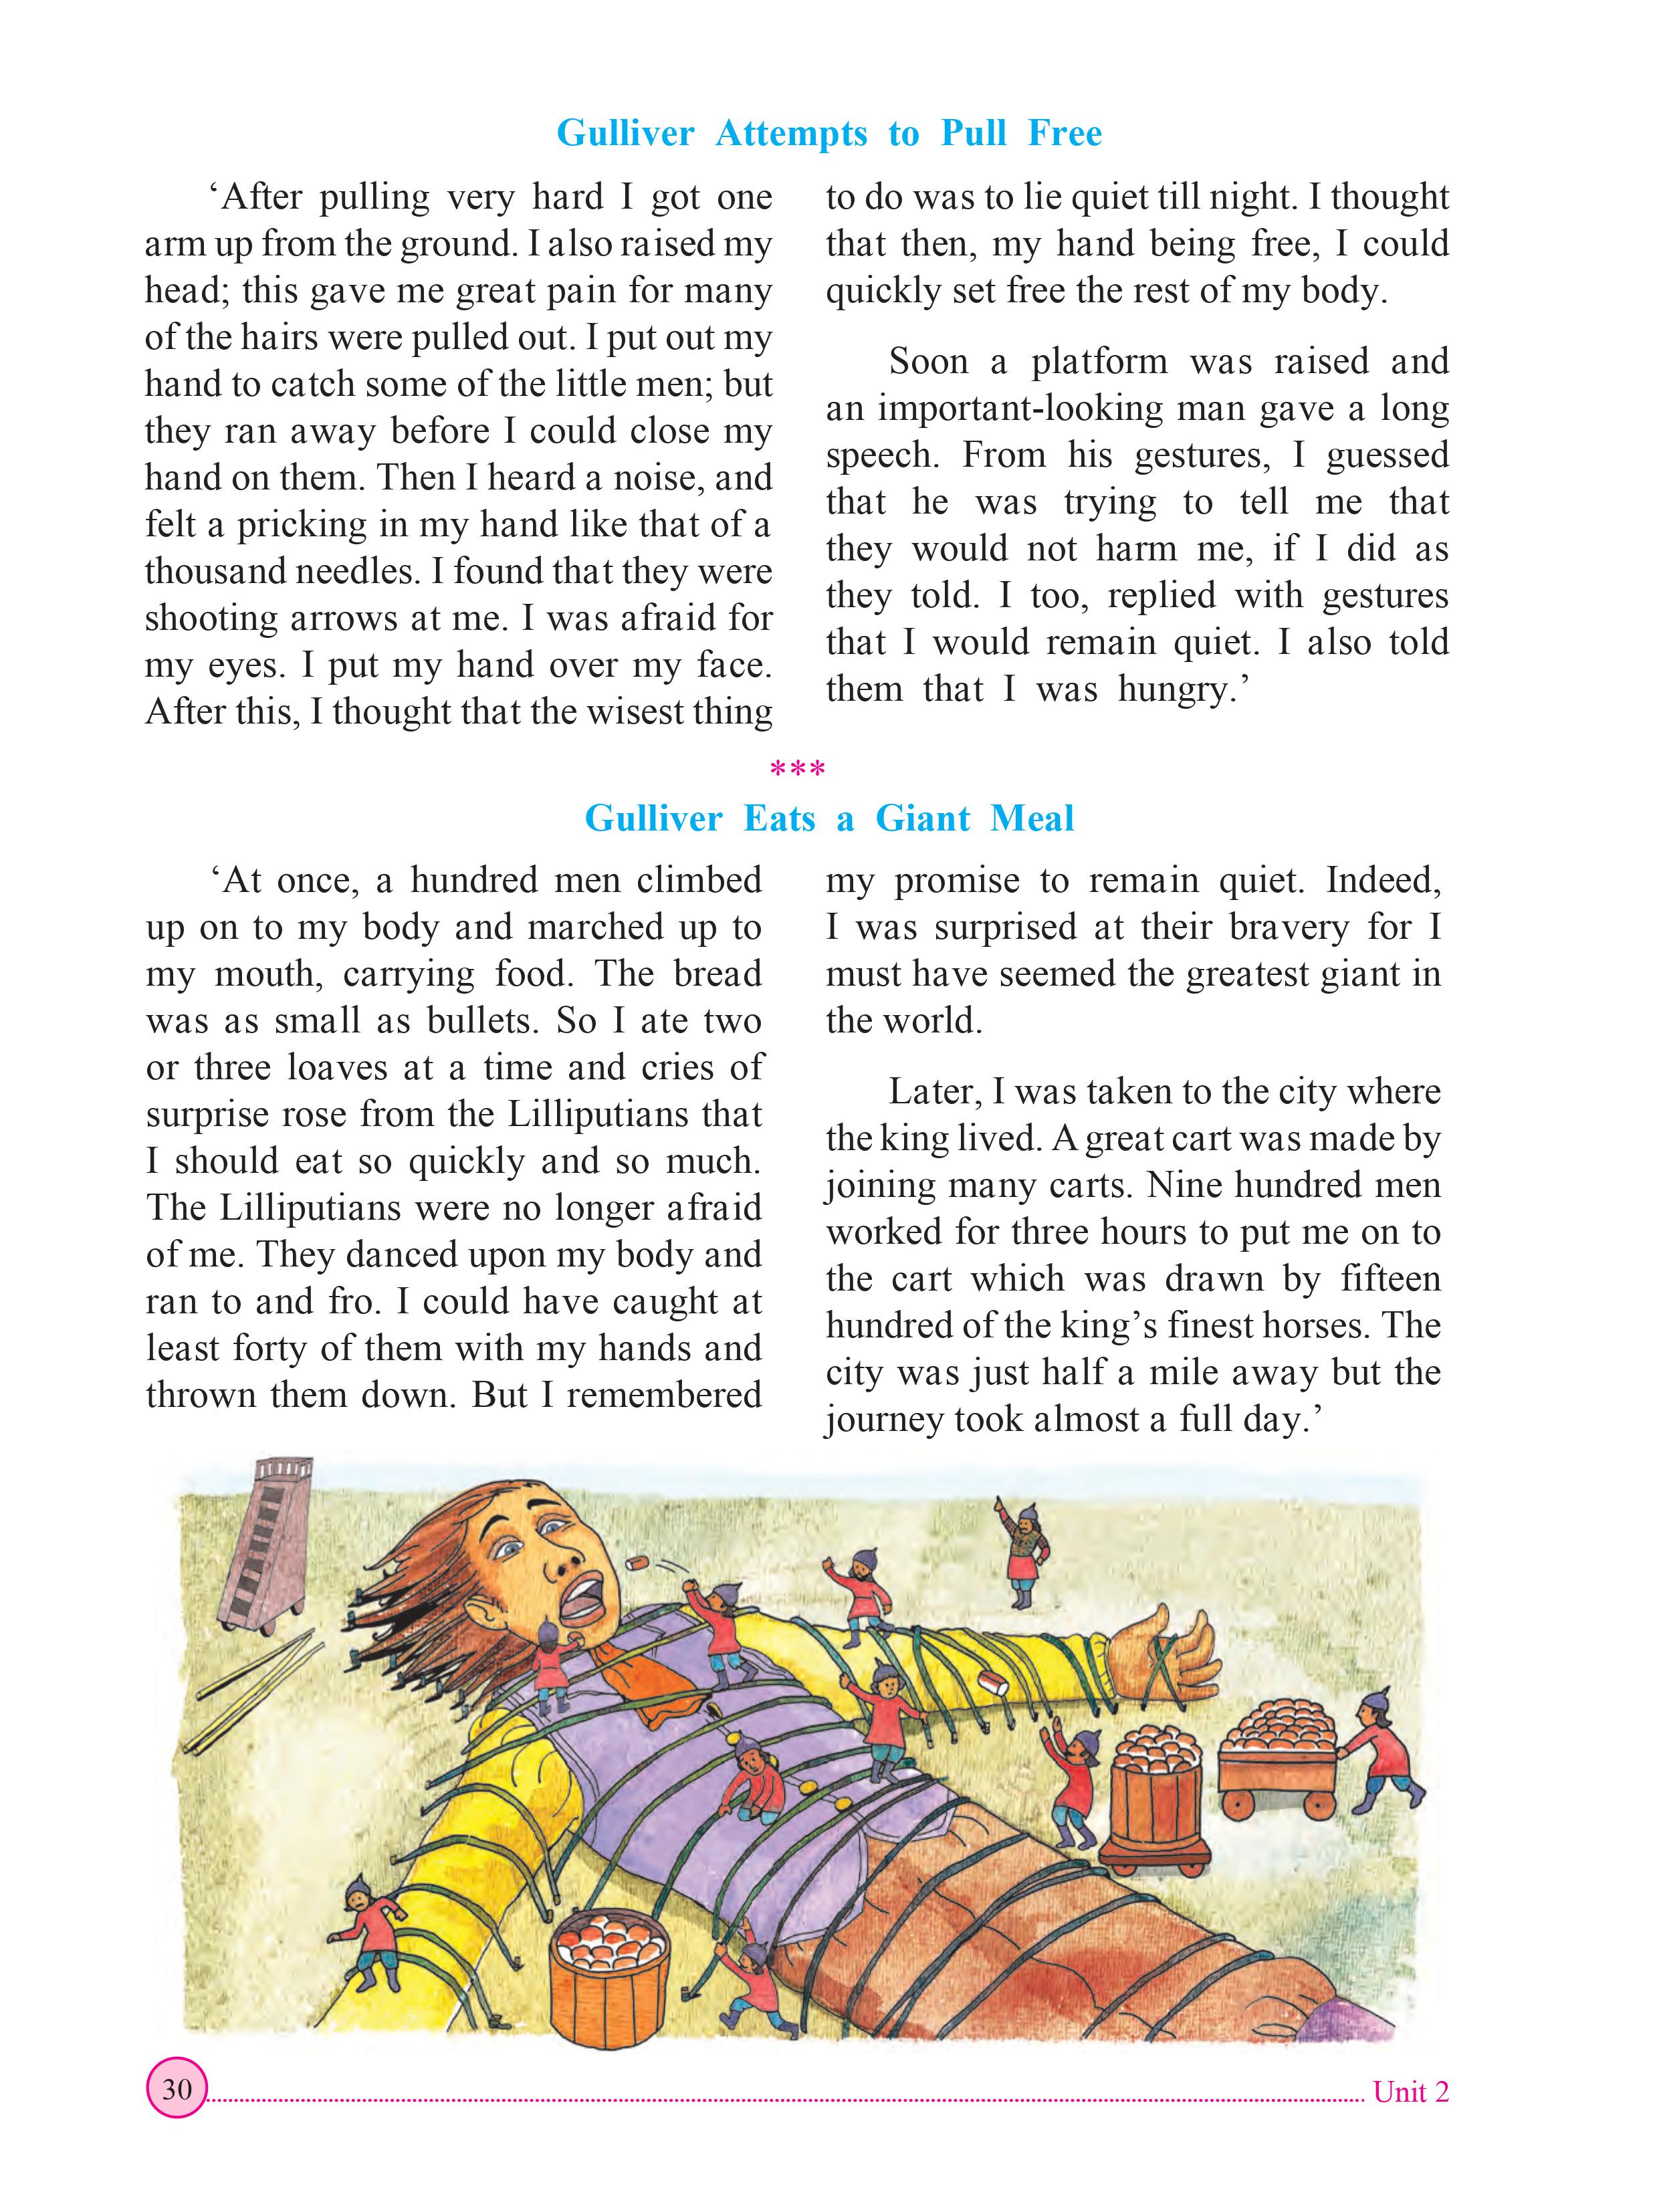 Gulliver Attempts to Pull Free
‘After pulling very hard I got one
arm up from the ground. I also raised my
head; this gave me great pain for many
of the hairs were pulled out. I put out my
hand to catch some of the little men; but
they ran away before I could close my
hand on them. Then I heard a noise, and
felt a pricking in my hand like that of a
thousand needles. I found that they were
shooting arrows at me. I was afraid for
my eyes. I put my hand over my face.
After this, I thought that the wisest thing
to do was to lie quiet till night. I thought
that then, my hand being free, I could
quickly set free the rest of my body.
Soon a platform was raised and
an important-looking man gave a long
speech. From his gestures, I guessed
that he was trying to tell me that
they would not harm me, if I did as
they told. I too, replied with gestures
that I would remain quiet. I also told
them that I was hungry.’
***
Gulliver Eats a Giant Meal
‘At once, a hundred men climbed
up on to my body and marched up to
my mouth, carrying food. The bread
was as small as bullets. So I ate two
or three loaves at a time and cries of
surprise rose from the Lilliputians that
I should eat so quickly and so much.
The Lilliputians were no longer afraid
of me. They danced upon my body and
ran to and fro. I could have caught at
least forty of them with my hands and
thrown them down. But I remembered
my promise to remain quiet. Indeed,
I was surprised at their bravery for I
must have seemed the greatest giant in
the world.
Later, I was taken to the city where
the king lived. A great cart was made by
joining many carts. Nine hundred men
worked for three hours to put me on to
the cart which was drawn by fifteen
hundred of the king’s finest horses. The
city was just half a mile away but the
journey took almost a full day.’
30 Unit 2